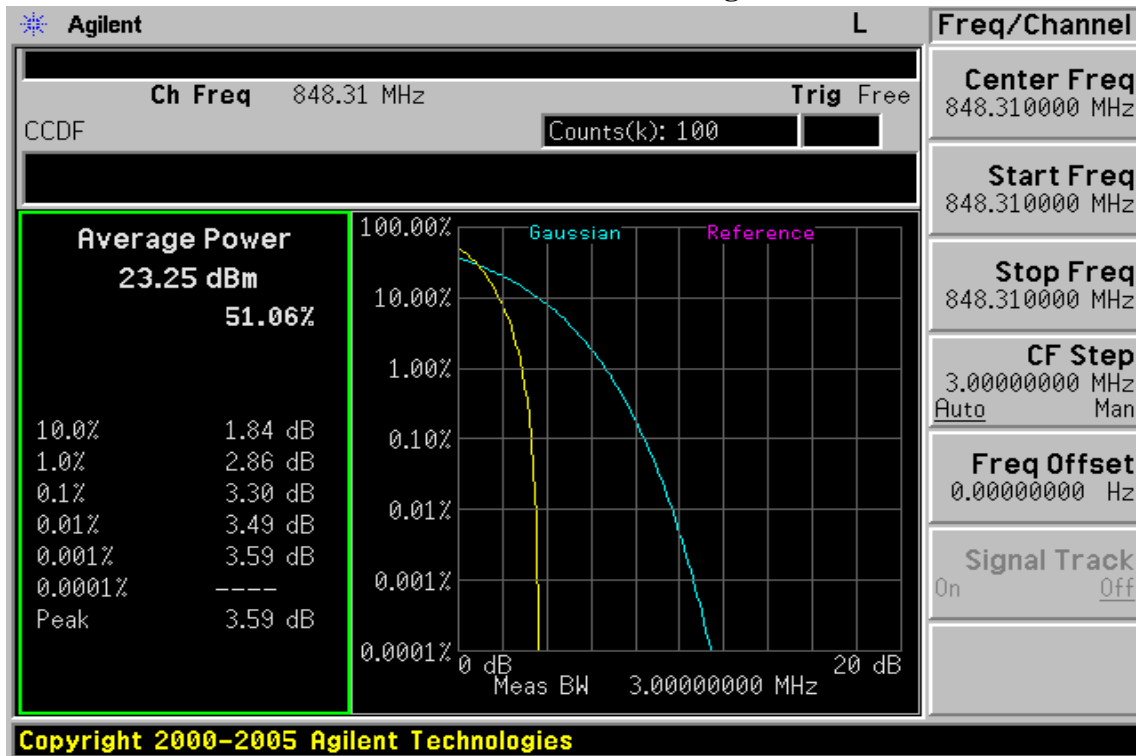 Agilent L
Freq/Channel
Ch Freq 848.31 MHz Trig Free
CCDF Counts(k): 100
Center Freq
848.310000 MHz
Start Freq
848.310000 MHz
Stop Freq
848.310000 MHz
CF Step
3.00000000 MHz
Auto Man
Freq Offset
0.00000000 Hz
Signal Track
On Off
Average Power
23.25 dBm
51.06%
10.0% 1.84 dB
1.0% 2.86 dB
0.1% 3.30 dB
0.01% 3.49 dB
0.001% 3.59 dB
0.0001% ----
Peak 3.59 dB
Gaussian Reference
100.00%
10.00%
1.00%
0.10%
0.01%
0.001%
0.0001%
0 dB 20 dB
Meas BW 3.00000000 MHz
Copyright 2000-2005 Agilent Technologies